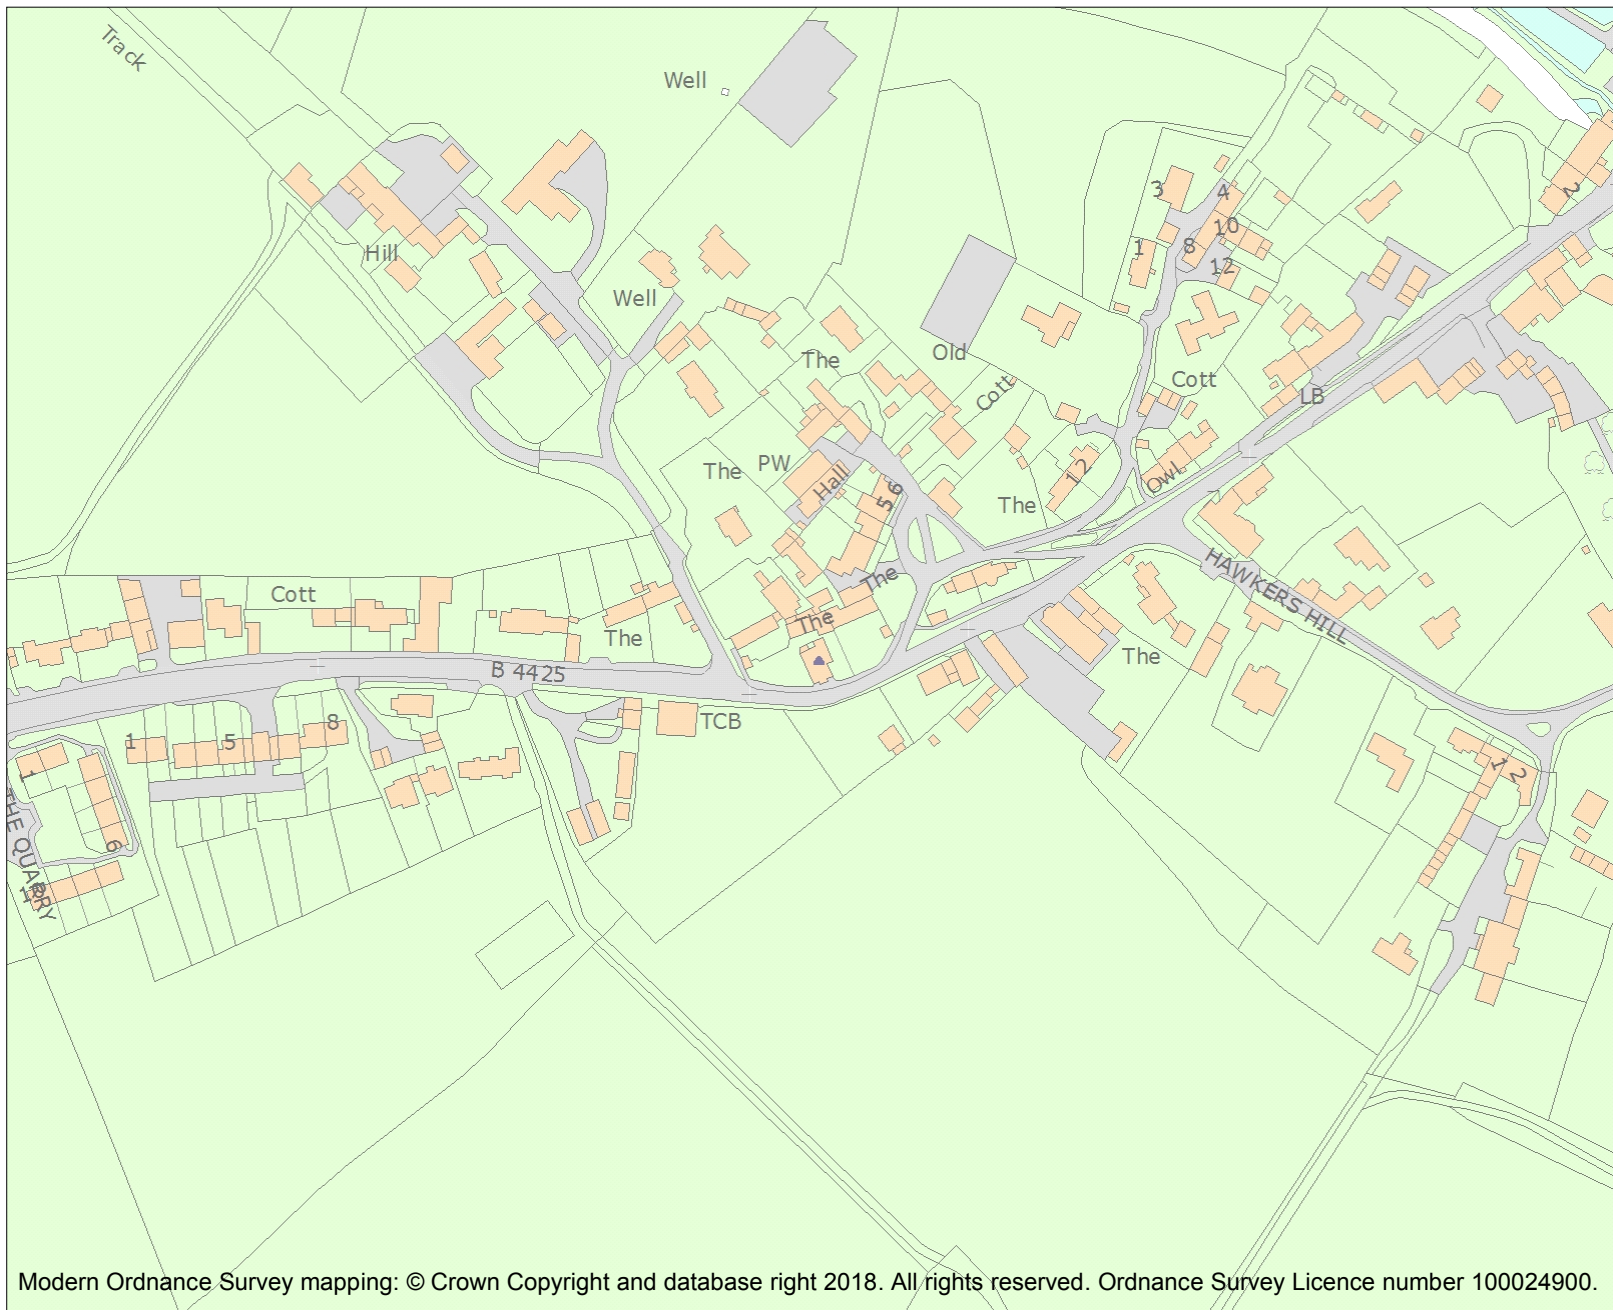 Track
Well
3
4
2
10
1
8
12
Hill
Well
The
Old
Cott
Cott
LB
The
PW
Hall
5 6
The
1 2
Owl
HAWKERS HILL
Cott
The
The
The
The
B 4425
TCB
8
1
5
1
6
THE QUARRY
1 2
Modern Ordnance Survey mapping: © Crown Copyright and database right 2018. All rights reserved. Ordnance Survey Licence number 100024900.